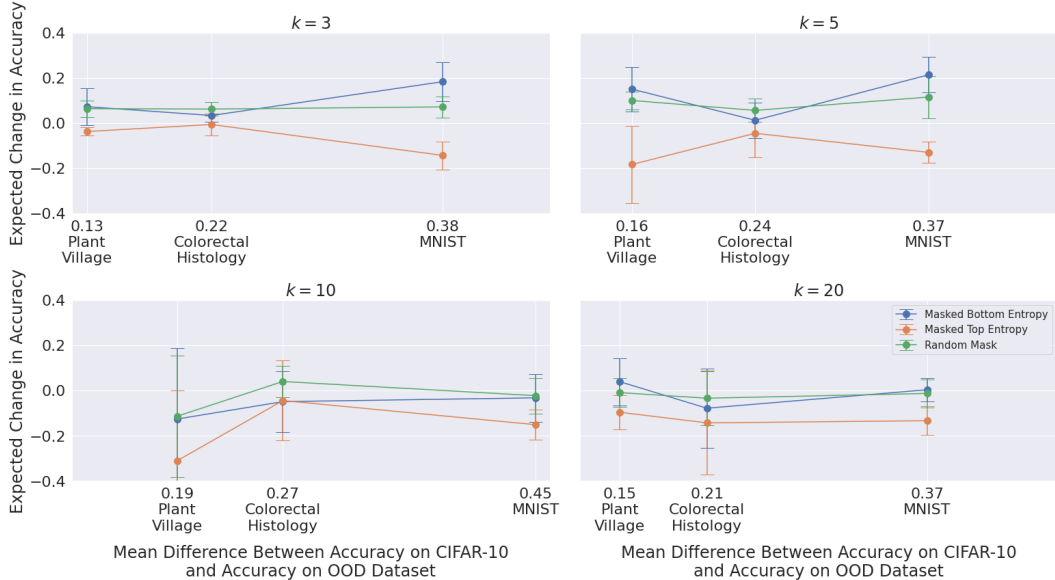 k = 3
k = 5
Expected Change in Accuracy
0.4
0.2
0.0
−0.2
−0.4
0.13
Plant
Village
0.22
Colorectal
Histology
0.38
MNIST
0.16
Plant
Village
0.24
Colorectal
Histology
0.37
MNIST
k = 10
k = 20
Expected Change in Accuracy
0.4
0.2
0.0
−0.2
−0.4
Masked Bottom Entropy
Masked Top Entropy
Random Mask
0.19
Plant
Village
0.27
Colorectal
Histology
0.45
MNIST
0.15
Plant
Village
0.21
Colorectal
Histology
0.37
MNIST
Mean Difference Between Accuracy on CIFAR-10
and Accuracy on OOD Dataset
Mean Difference Between Accuracy on CIFAR-10
and Accuracy on OOD Dataset